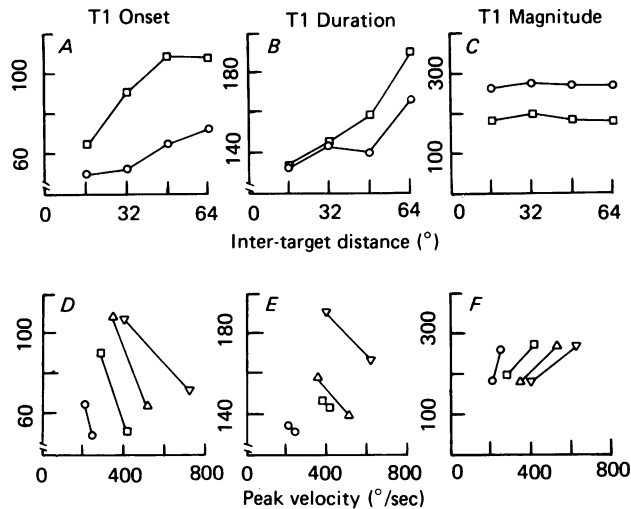 T1 Onset T1 Duration T1 Magnitude
A B C
100 180 300
60 140 100
0 32 64 0 32 64 0 32 64
Inter-target distance (°)
D E F
100 180 300
60 140 100
0 400 800 0 400 800 0 400 800
Peak velocity (°/sec)